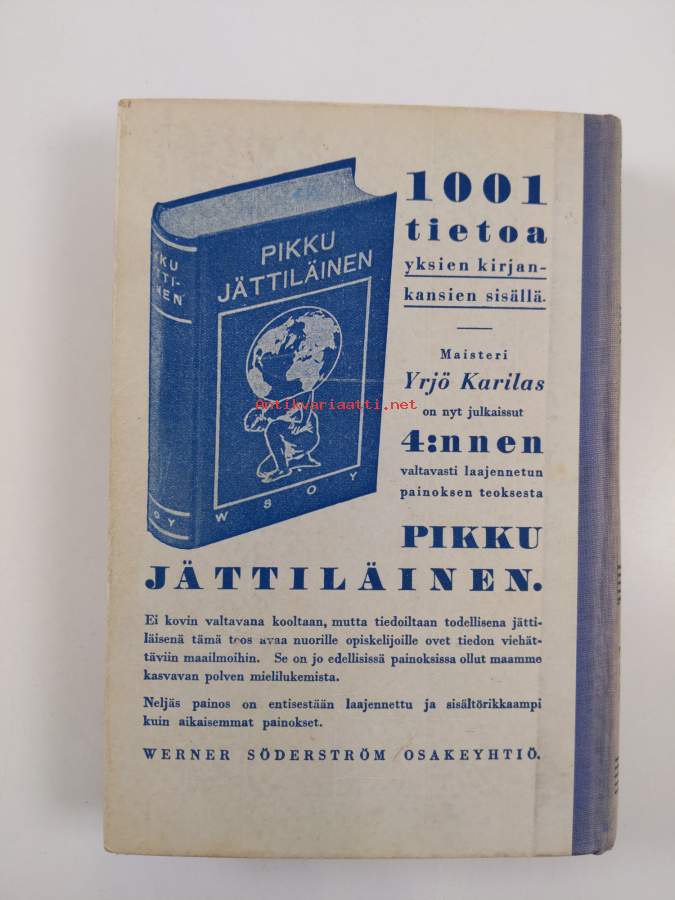 1001
tietoa
yksien kirjan-
kansien sisällä.
PIKKU
JÄTTILÄINEN
WSOY
Maisteri
Yrjö Karilas
on nyt julkaissut
4:nnen
valtavasti laajennetun
painoksen teoksesta
PIKKU
JÄTTILÄINEN.
Ei kovin valtavana kooltaan, mutta tiedoiltaan todellisena jätti-
läisenä tämä teos avaa nuorille opiskelijoille ovet tiedon viehät-
täviin maailmoihin. Se on jo edellisissä painoksissa ollut maamme
kasvavan polven mielilukemista.
Neljäs painos on entisestään laajennettu ja sisältörikkaampi
kuin aikaisemmat painokset.
WERNER SÖDERSTRÖM OSAKEYHTIÖ.
Antikvariaatti.net